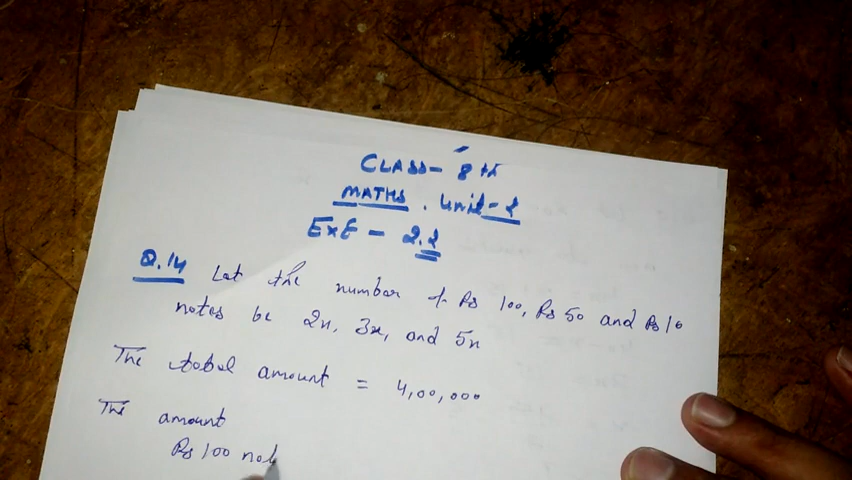 CLASS- 8th
MATHS. Unit-2
ExE - 2.2
Q.14 Let the number of Rs 100, Rs 50 and Rs 10
notes be 2x, 3x, and 5x
The total amount = 4,00,000
The amount
Rs 100 not